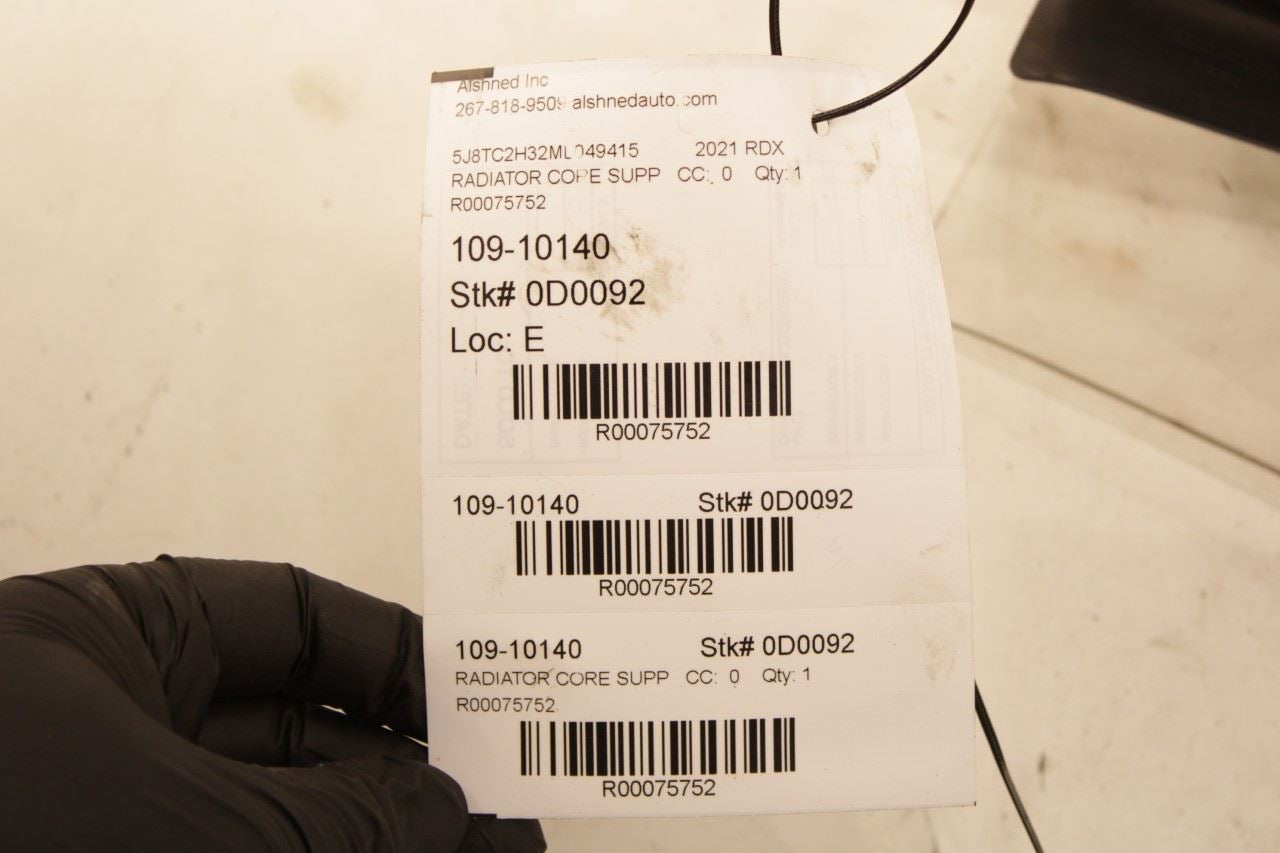 Alshned Inc
267-818-9509 alshnedauto.com
5J8TC2H32ML049415 2021 RDX
RADIATOR CORE SUPP CC: 0 Qty: 1
R00075752
109-10140
Stk# 0D0092
Loc: E
R00075752
109-10140 Stk# 0D0092
R00075752
109-10140 Stk# 0D0092
RADIATOR CORE SUPP CC: 0 Qty: 1
R00075752
R00075752